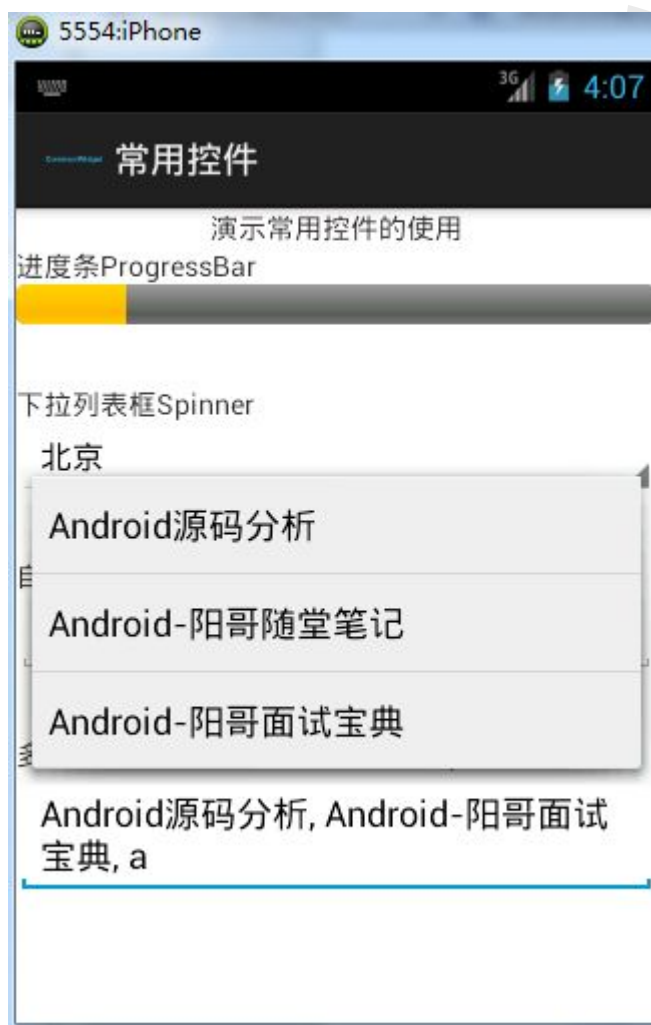 5554:iPhone
3G 4:07
常用控件
演示常用控件的使用
进度条ProgressBar
下拉列表框Spinner
北京
Android源码分析
Android-阳哥随堂笔记
Android-阳哥面试宝典
Android源码分析, Android-阳哥面试
宝典, a